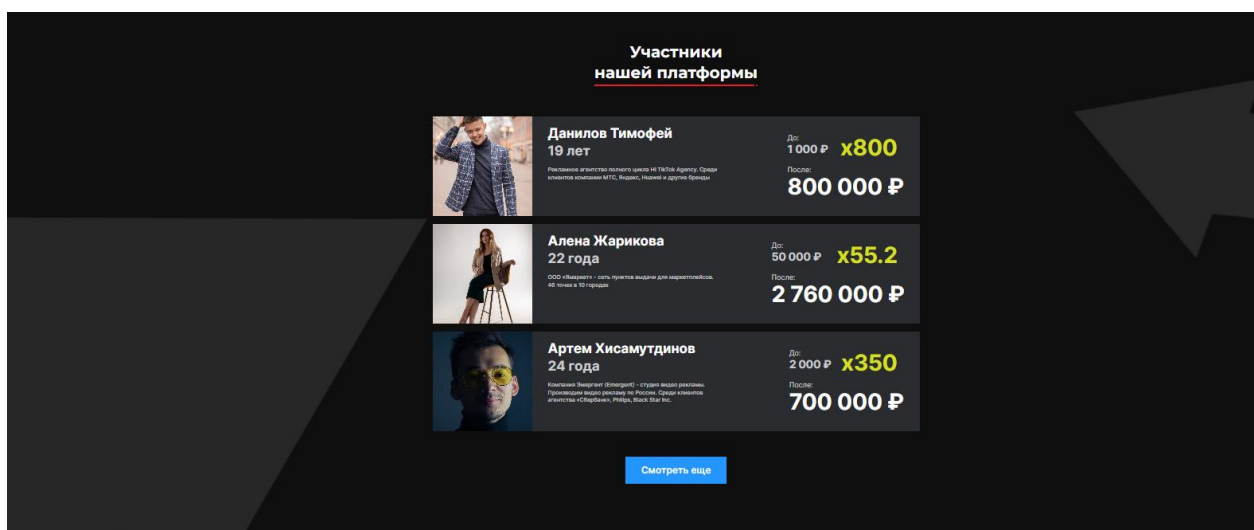 Участники
нашей платформы
Данилов Тимофей
19 лет
Рекламное агентство полного цикла HI TikTok Agency. Среди
клиентов компании МТС, Яндекс, Huawei и другие бренды
До:
1 000 ₽ x800
После:
800 000 ₽
Алена Жарикова
22 года
ООО «Ямаркет» - сеть пунктов выдачи для маркетплейсов.
46 точек в 10 городах
До:
50 000 ₽ x55.2
После:
2 760 000 ₽
Артем Хисамутдинов
24 года
Компания Эмергент (Emergent) - студия видео рекламы.
Производим видео рекламу по России. Среди клиентов
агентства «Сбербанк», Philips, Black Star Inc.
До:
2 000 ₽ x350
После:
700 000 ₽
Смотреть еще